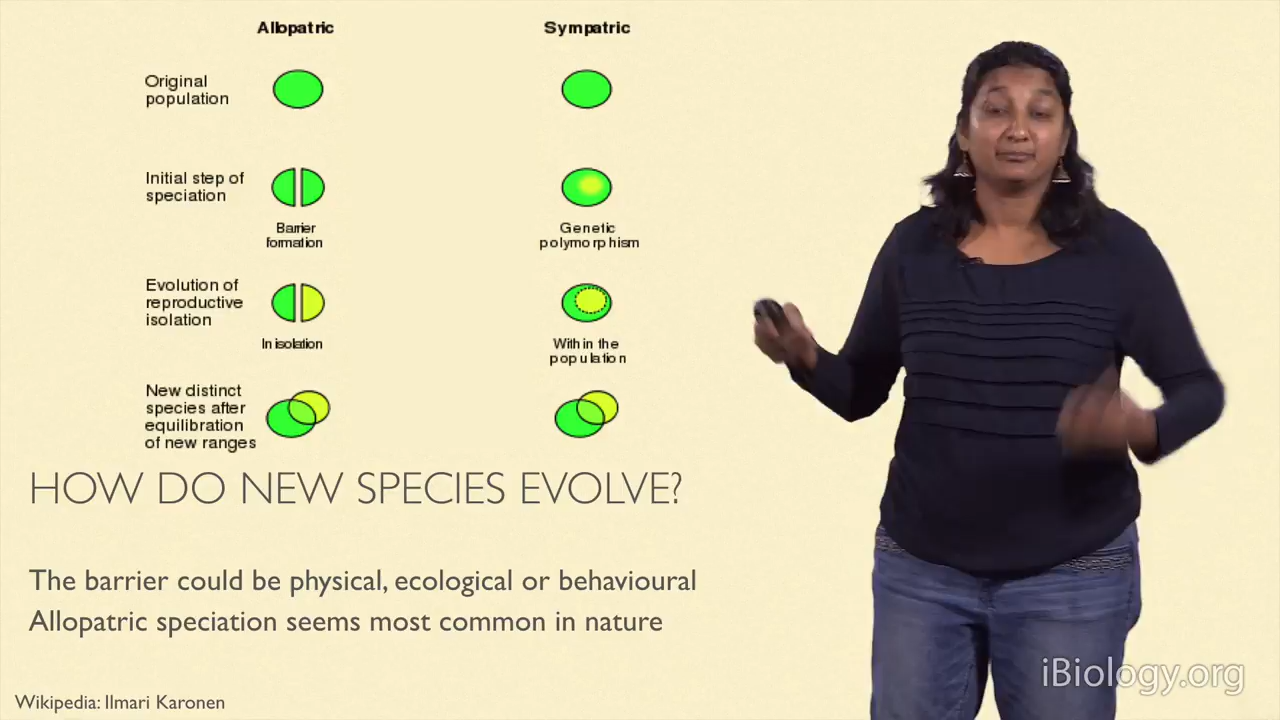 Allopatric
Sympatric
Original
population
Initial step of
speciation
Barrier
formation
Genetic
polymorphism
Evolution of
reproductive
isolation
In isolation
Within the
population
New distinct
species after
equilibration
of new ranges
HOW DO NEW SPECIES EVOLVE?
The barrier could be physical, ecological or behavioural
Allopatric speciation seems most common in nature
Wikipedia: Ilmari Karonen
iBiology.org